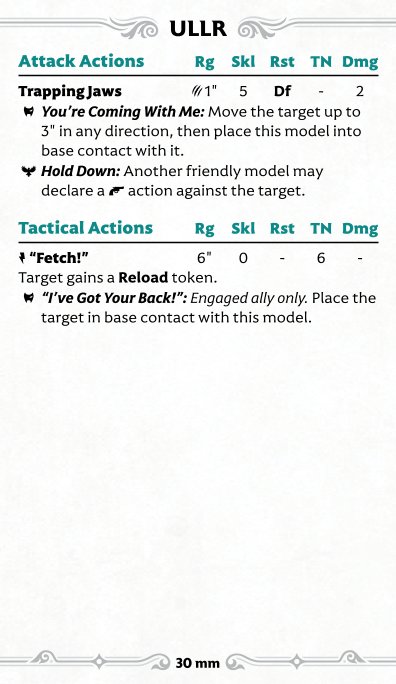 ULLR
Attack Actions Rg Skl Rst TN Dmg
Trapping Jaws 1" 5 Df - 2
You're Coming With Me: Move the target up to
3" in any direction, then place this model into
base contact with it.
Hold Down: Another friendly model may
declare a action against the target.
Tactical Actions Rg Skl Rst TN Dmg
“Fetch!” 6" 0 - 6 -
Target gains a Reload token.
“I've Got Your Back!”: Engaged ally only. Place the
target in base contact with this model.
30 mm